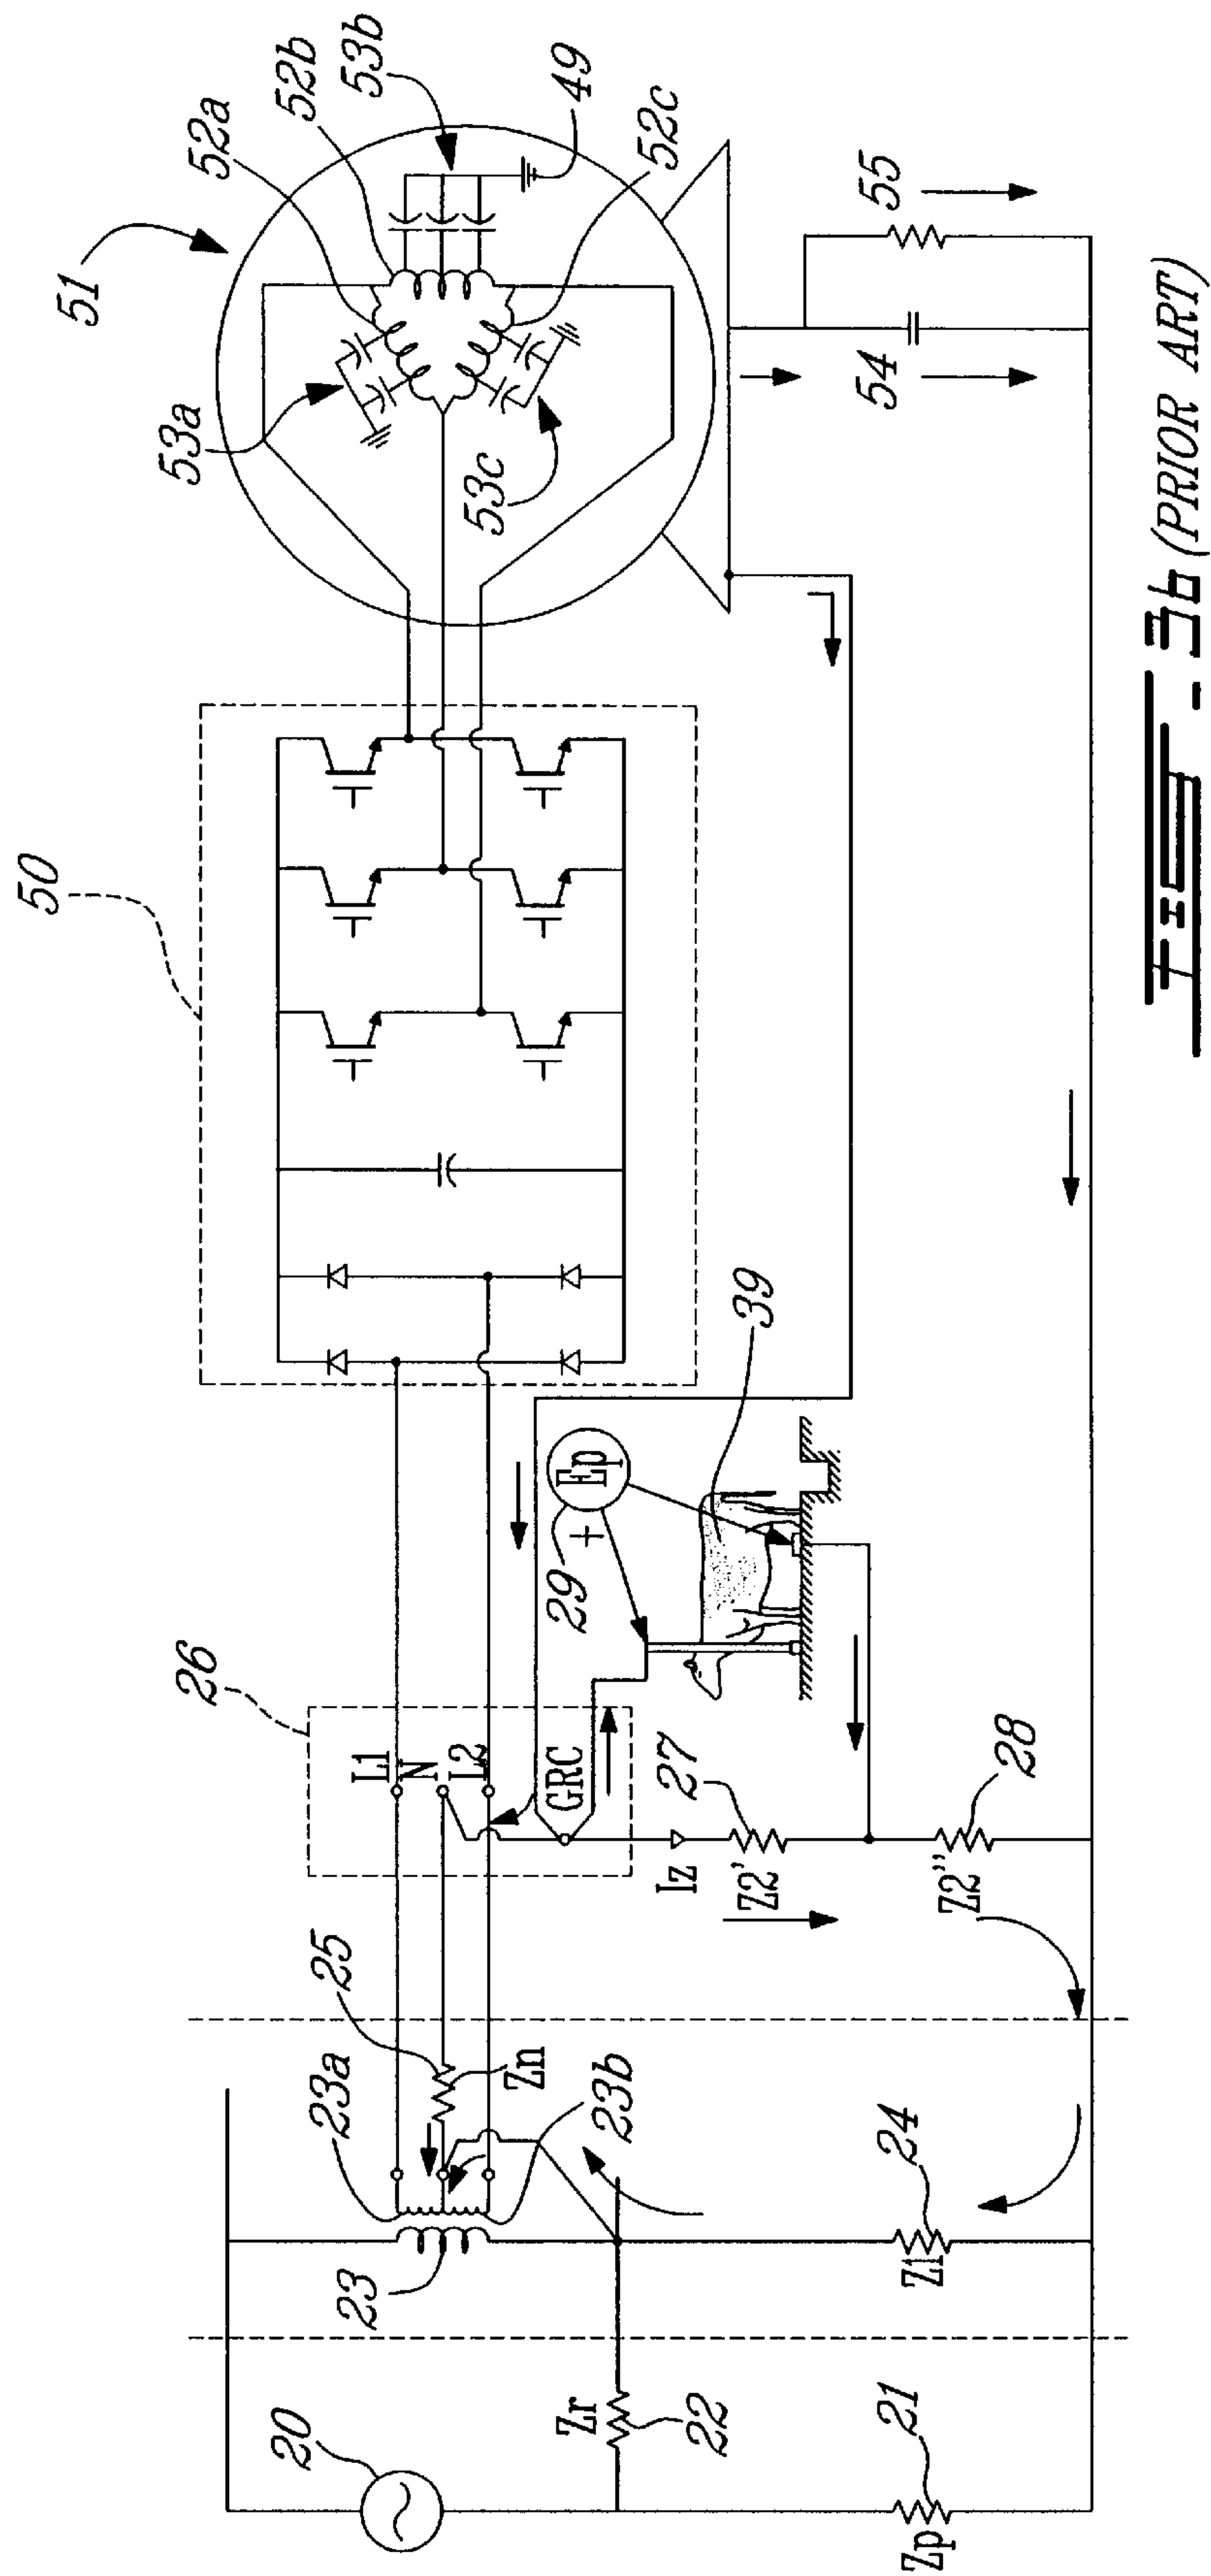 51
52a
52b
53b
49
53a
52c
53c
55
54
50
39
29
+
Ep
26
L1
N
L2
GRC
Iz
27
Z2'
28
Z2"
25
Zn
23a
23b
23
24
Z1
20
Zr
22
21
Zp
FIG-3b (PRIOR ART)